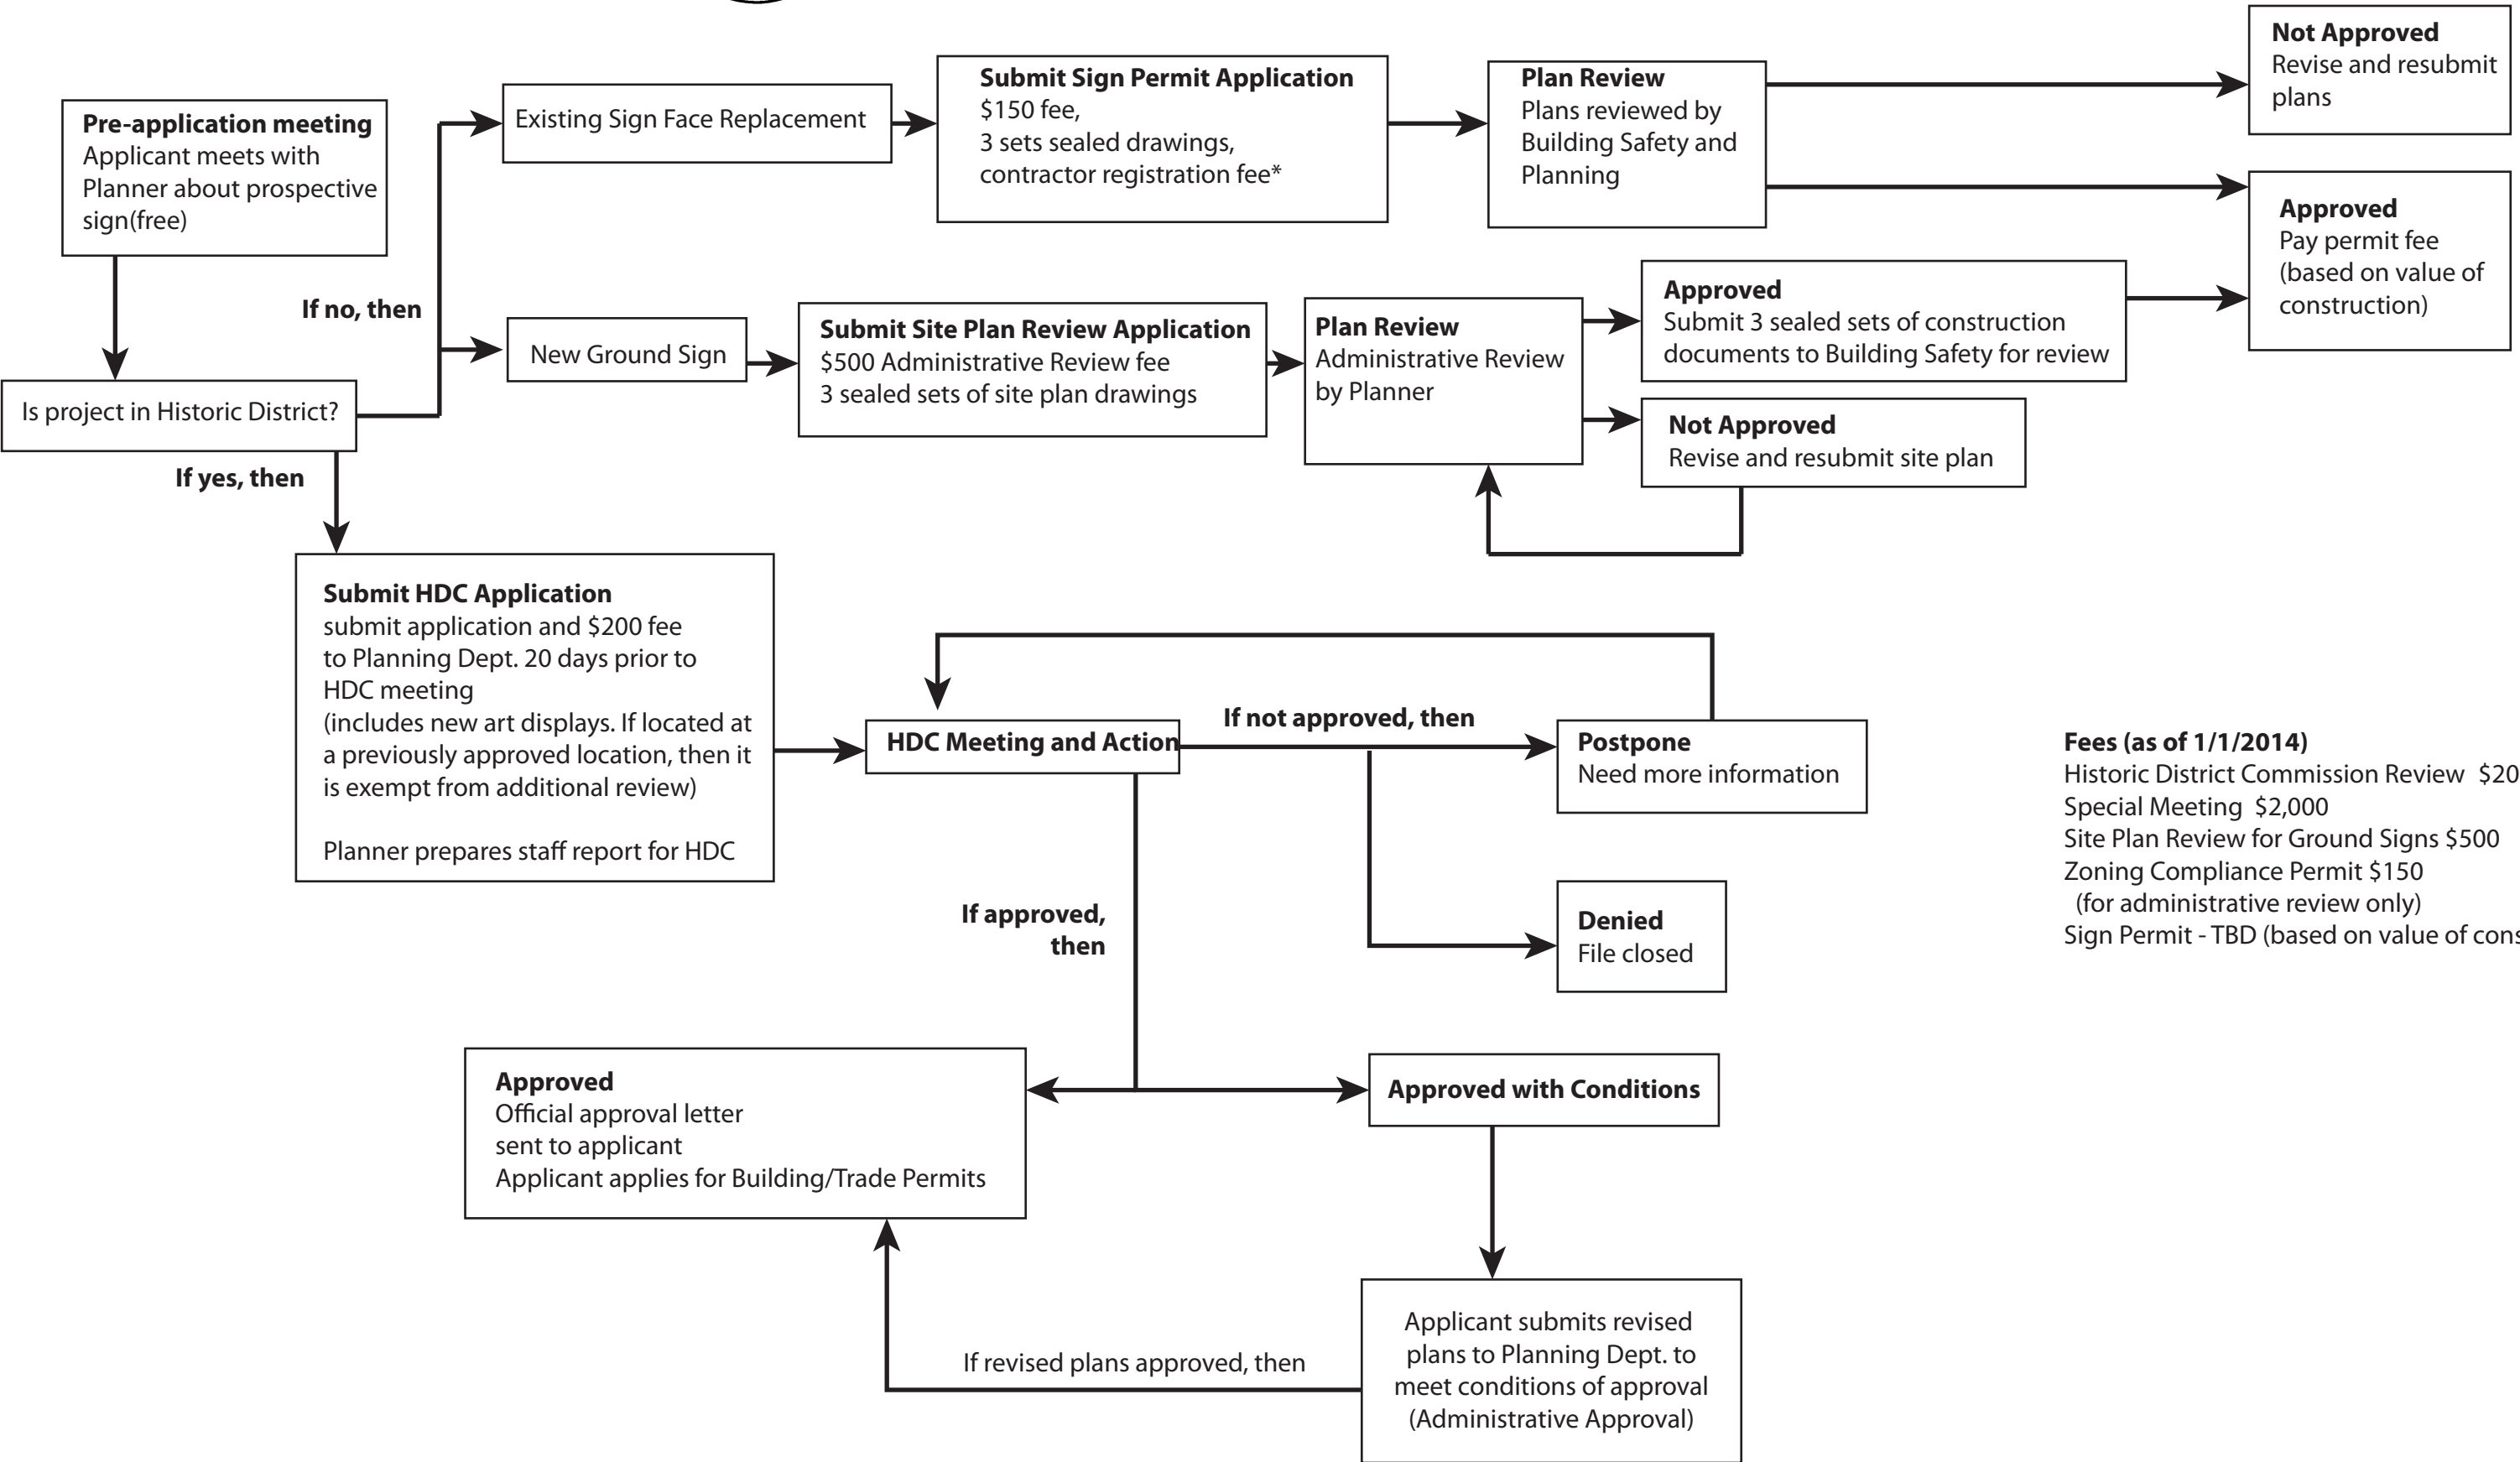 Pre-application meeting
Applicant meets with
Planner about prospective
sign(free)
Is project in Historic District?
If no, then
If yes, then
Existing Sign Face Replacement
Submit Sign Permit Application
$150 fee,
3 sets sealed drawings,
contractor registration fee*
Plan Review
Plans reviewed by
Building Safety and
Planning
Not Approved
Revise and resubmit
plans
Approved
Pay permit fee
(based on value of
construction)
New Ground Sign
Submit Site Plan Review Application
$500 Administrative Review fee
3 sealed sets of site plan drawings
Plan Review
Administrative Review
by Planner
Approved
Submit 3 sealed sets of construction
documents to Building Safety for review
Not Approved
Revise and resubmit site plan
Submit HDC Application
submit application and $200 fee
to Planning Dept. 20 days prior to
HDC meeting
(includes new art displays. If located at
a previously approved location, then it
is exempt from additional review)
Planner prepares staff report for HDC
HDC Meeting and Action
If not approved, then
Postpone
Need more information
Denied
File closed
If approved,
then
Approved
Official approval letter
sent to applicant
Applicant applies for Building/Trade Permits
Approved with Conditions
Applicant submits revised
plans to Planning Dept. to
meet conditions of approval
(Administrative Approval)
If revised plans approved, then
Fees (as of 1/1/2014)
Historic District Commission Review $20
Special Meeting $2,000
Site Plan Review for Ground Signs $500
Zoning Compliance Permit $150
(for administrative review only)
Sign Permit - TBD (based on value of cons